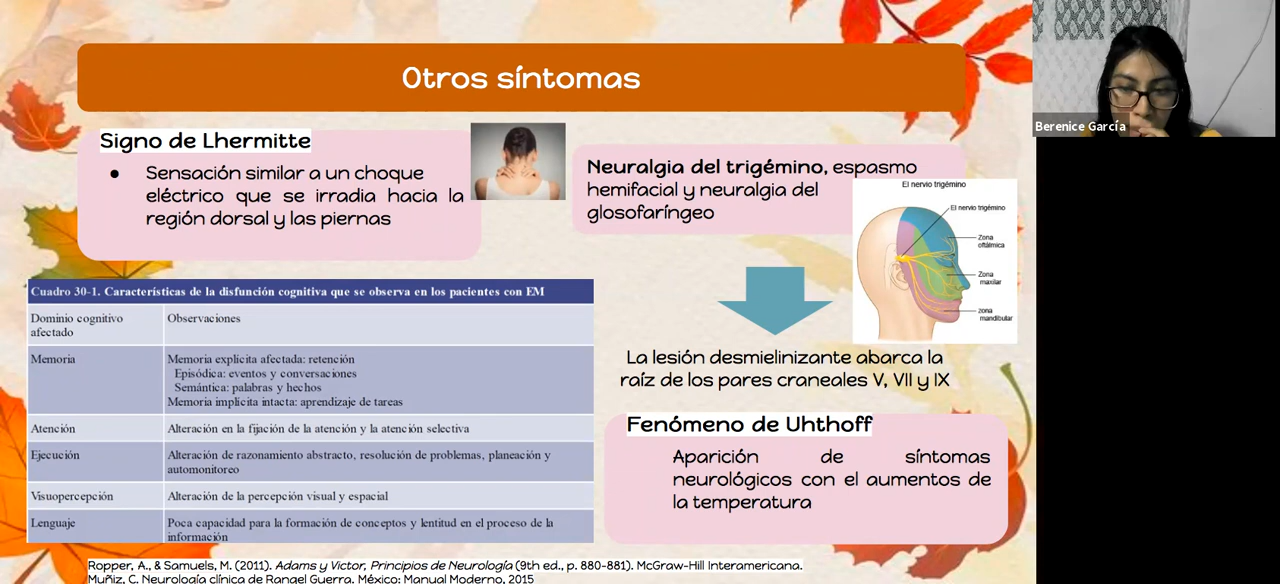 Otros síntomas
Berenice García
Signo de Lhermitte
● Sensación similar a un choque
eléctrico que se irradia hacia la
región dorsal y las piernas
Neuralgia del trigémino, espasmo
hemifacial y neuralgia del
glosofaríngeo
El nervio trigémino
El nervio trigémino
Zona
oftálmica
Zona
maxilar
zona
mandibular
La lesión desmielinizante abarca la
raíz de los pares craneales V, VII y IX
Cuadro 30-1. Características de la disfunción cognitiva que se observa en los pacientes con EM
Dominio cognitivo
afectado
Observaciones
Memoria
Memoria explícita afectada: retención
Episódica: eventos y conversaciones
Semántica: palabras y hechos
Memoria implícita intacta: aprendizaje de tareas
Atención
Alteración en la fijación de la atención y la atención selectiva
Ejecución
Alteración de razonamiento abstracto, resolución de problemas, planeación y
automonitoreo
Visuopercepción
Alteración de la percepción visual y espacial
Lenguaje
Poca capacidad para la formación de conceptos y lentitud en el proceso de la
información
Fenómeno de Uhthoff
Aparición de síntomas
neurológicos con el aumentos de
la temperatura
Ropper, A., & Samuels, M. (2011). Adams y Victor, Principios de Neurología (9th ed., p. 880-881). McGraw-Hill Interamericana.
Muñiz, C. Neurología clínica de Rangel Guerra. México: Manual Moderno, 2015